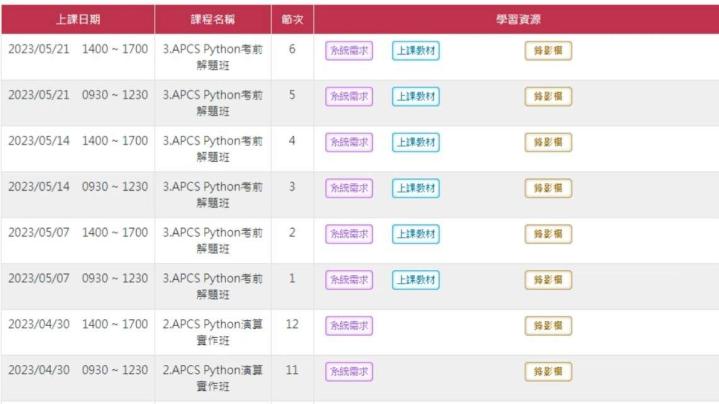 上課日期 課程名稱 節次 學習資源
2023/05/21 1400 ~ 1700 3.APCS Python考前 6 系統需求 上課教材 錄影檔
解題班
2023/05/21 0930 ~ 1230 3.APCS Python考前 5 系統需求 上課教材 錄影檔
解題班
2023/05/14 1400 ~ 1700 3.APCS Python考前 4 系統需求 上課教材 錄影檔
解題班
2023/05/14 0930 ~ 1230 3.APCS Python考前 3 系統需求 上課教材 錄影檔
解題班
2023/05/07 1400 ~ 1700 3.APCS Python考前 2 系統需求 上課教材 錄影檔
解題班
2023/05/07 0930 ~ 1230 3.APCS Python考前 1 系統需求 上課教材 錄影檔
解題班
2023/04/30 1400 ~ 1700 2.APCS Python演算 12 系統需求 錄影檔
實作班
2023/04/30 0930 ~ 1230 2.APCS Python演算 11 系統需求 錄影檔
實作班